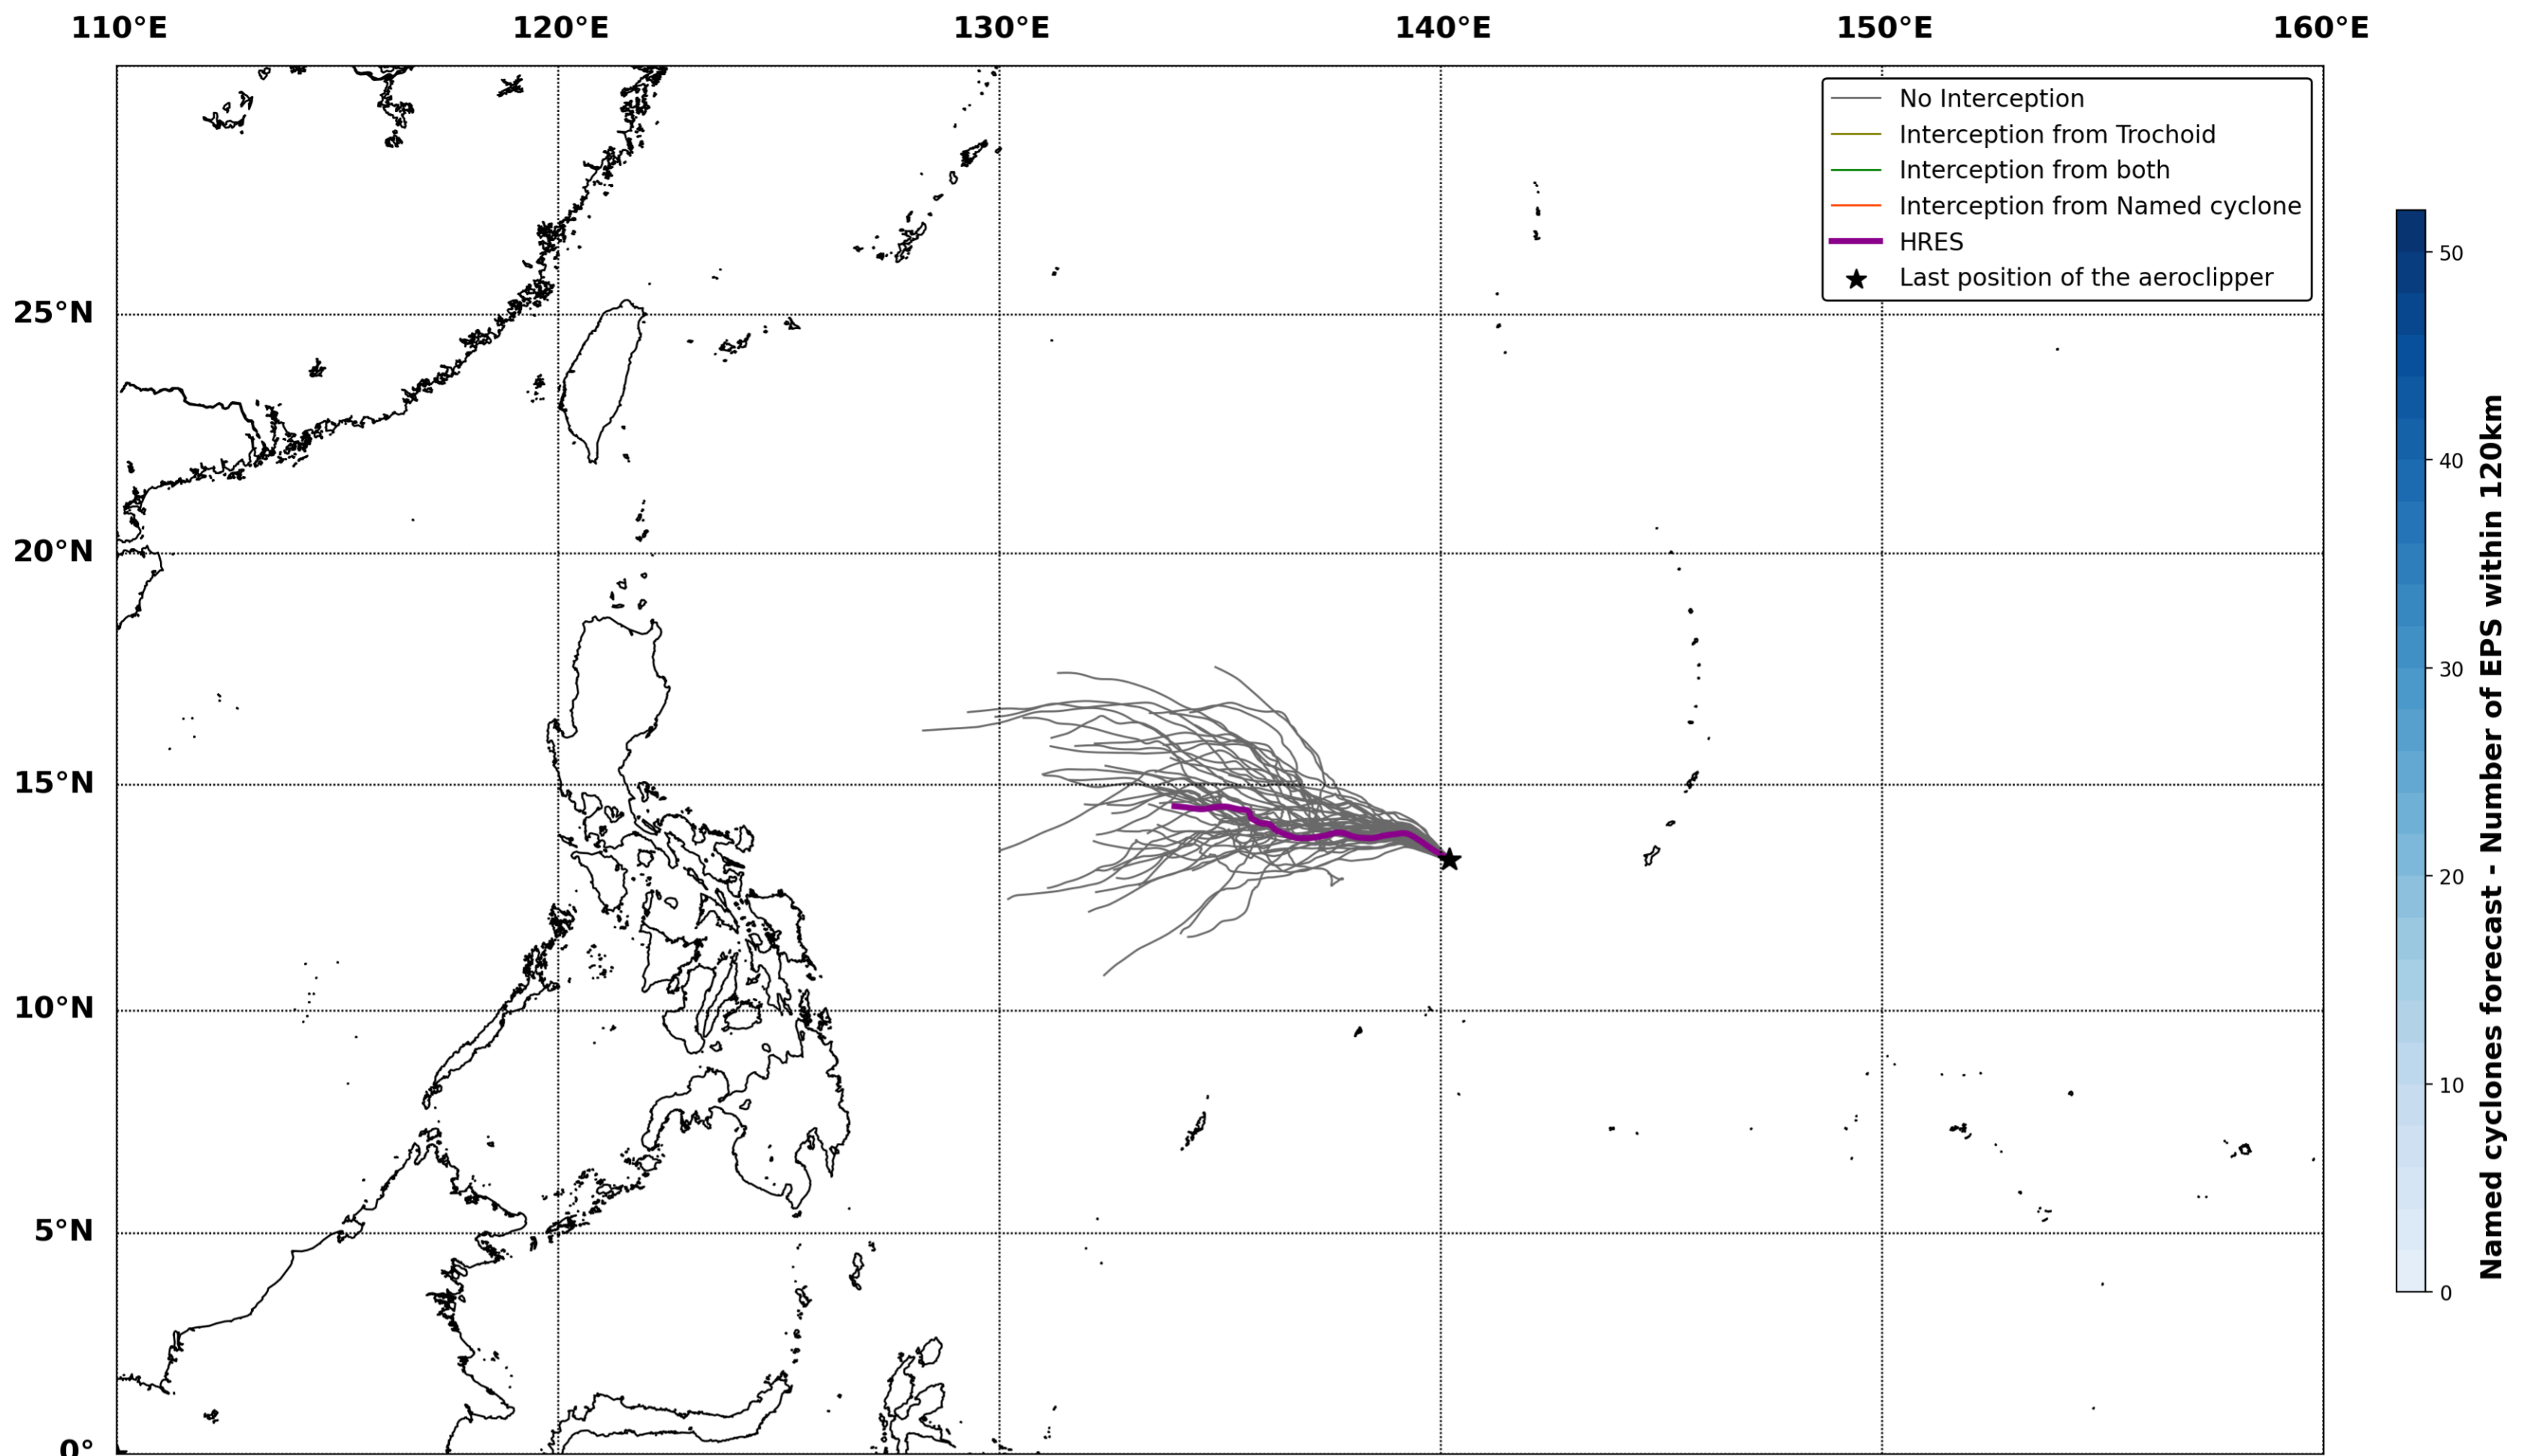 110°E 120°E 130°E 140°E 150°E 160°E
No Interception
Interception from Trochoid
Interception from both
Interception from Named cyclone
HRES
Last position of the aeroclipper
25°N
20°N
15°N
10°N
5°N
0°
50
40
30
20
10
0
Named cyclones forecast - Number of EPS within 120km